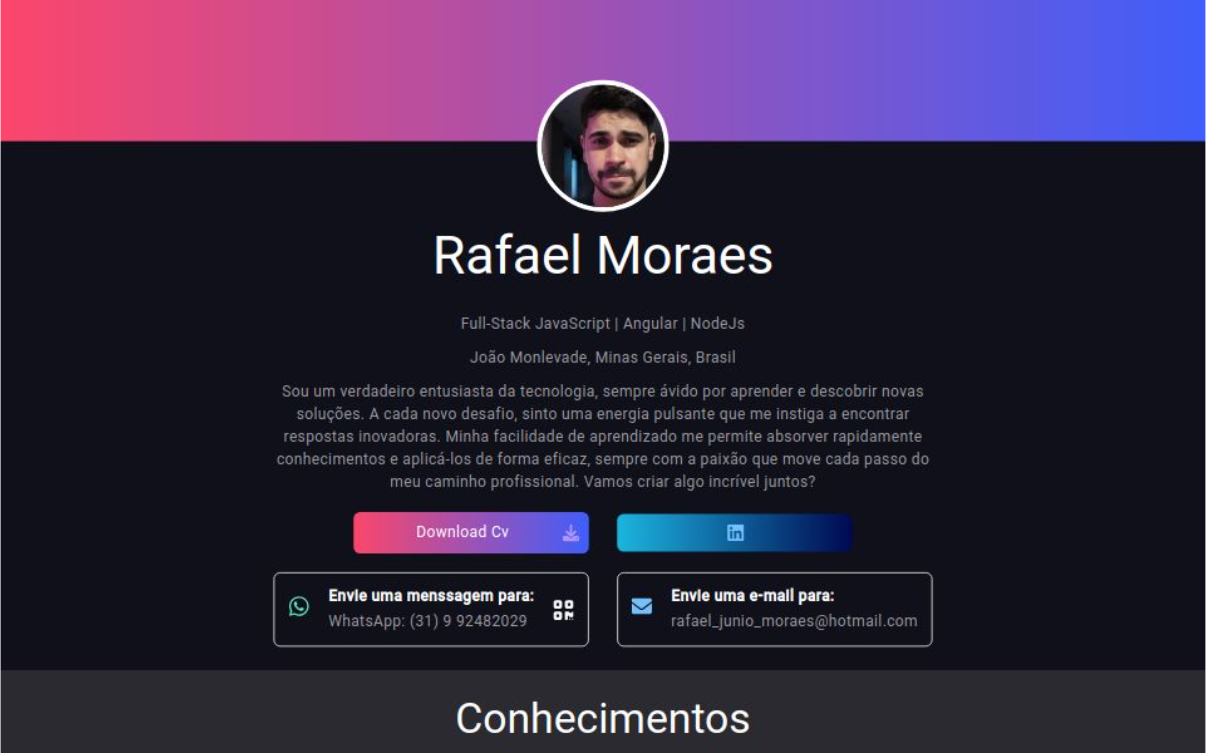 Rafael Moraes
Full-Stack JavaScript | Angular | NodeJs
João Monlevade, Minas Gerais, Brasil
Sou um verdadeiro entusiasta da tecnologia, sempre ávido por aprender e descobrir novas
soluções. A cada novo desafio, sinto uma energia pulsante que me instiga a encontrar
respostas inovadoras. Minha facilidade de aprendizado me permite absorver rapidamente
conhecimentos e aplicá-los de forma eficaz, sempre com a paixão que move cada passo do
meu caminho profissional. Vamos criar algo incrível juntos?
Download Cv
in
Envie uma menssagem para:
WhatsApp: (31) 9 92482029
Envie uma e-mail para:
rafael_junio_moraes@hotmail.com
Conhecimentos